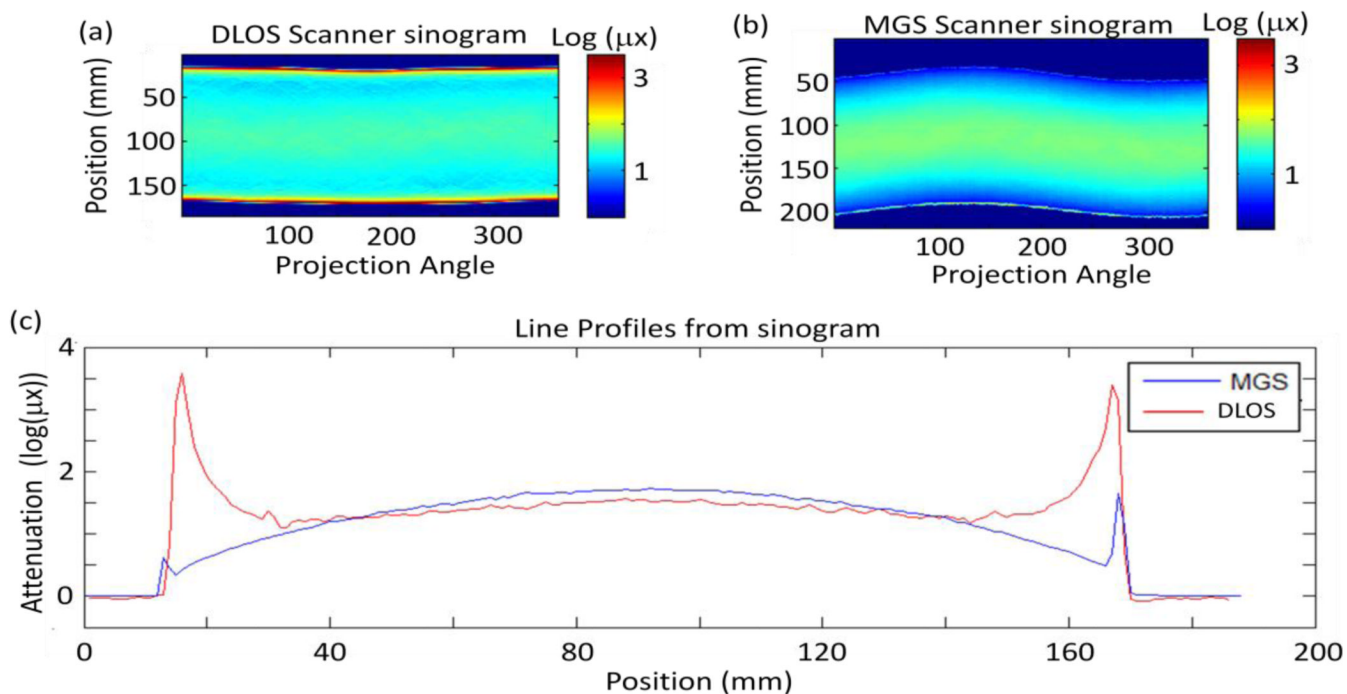 (a)
DLOS Scanner sinogram
Log (μx)
Position (mm)
50
100
150
100 200 300
Projection Angle
3
1
(b)
MGS Scanner sinogram
Log (μx)
Position (mm)
50
100
150
200
100 200 300
Projection Angle
3
1
(c)
Line Profiles from sinogram
Attenuation (log(μx))
4
2
0
MGS
DLOS
0 40 80 120 160 200
Position (mm)